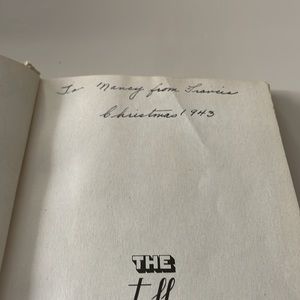 To Nancy from Travis
Christmas 1943
THE